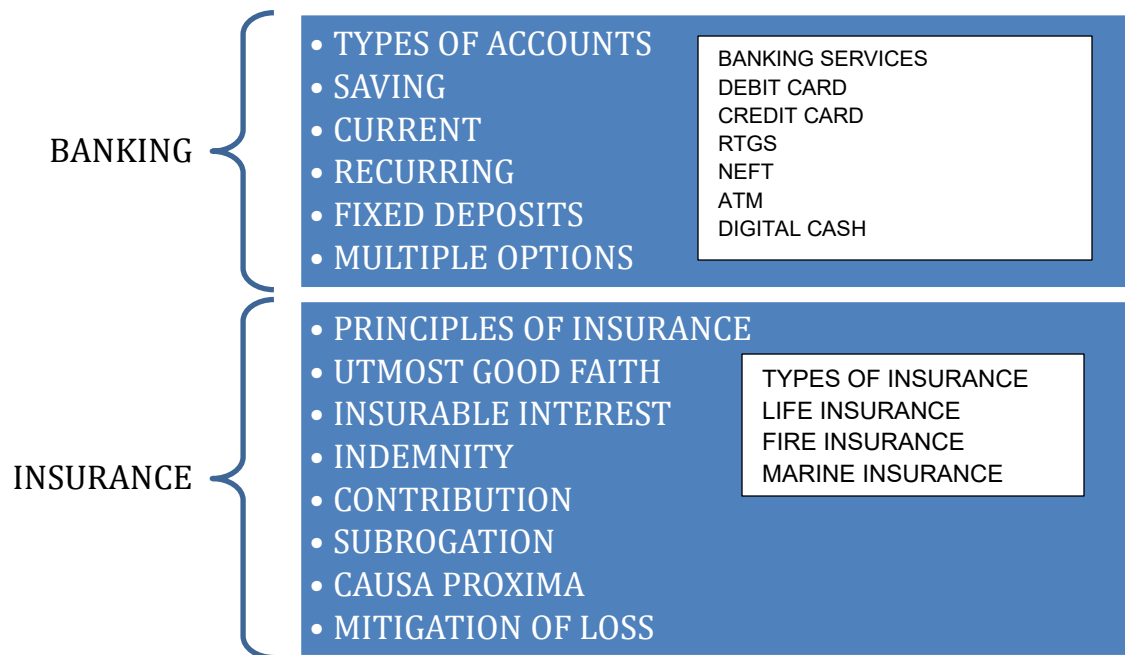 BANKING
• TYPES OF ACCOUNTS
• SAVING
• CURRENT
• RECURRING
• FIXED DEPOSITS
• MULTIPLE OPTIONS
BANKING SERVICES
DEBIT CARD
CREDIT CARD
RTGS
NEFT
ATM
DIGITAL CASH
INSURANCE
• PRINCIPLES OF INSURANCE
• UTMOST GOOD FAITH
• INSURABLE INTEREST
• INDEMNITY
• CONTRIBUTION
• SUBROGATION
• CAUSA PROXIMA
• MITIGATION OF LOSS
TYPES OF INSURANCE
LIFE INSURANCE
FIRE INSURANCE
MARINE INSURANCE